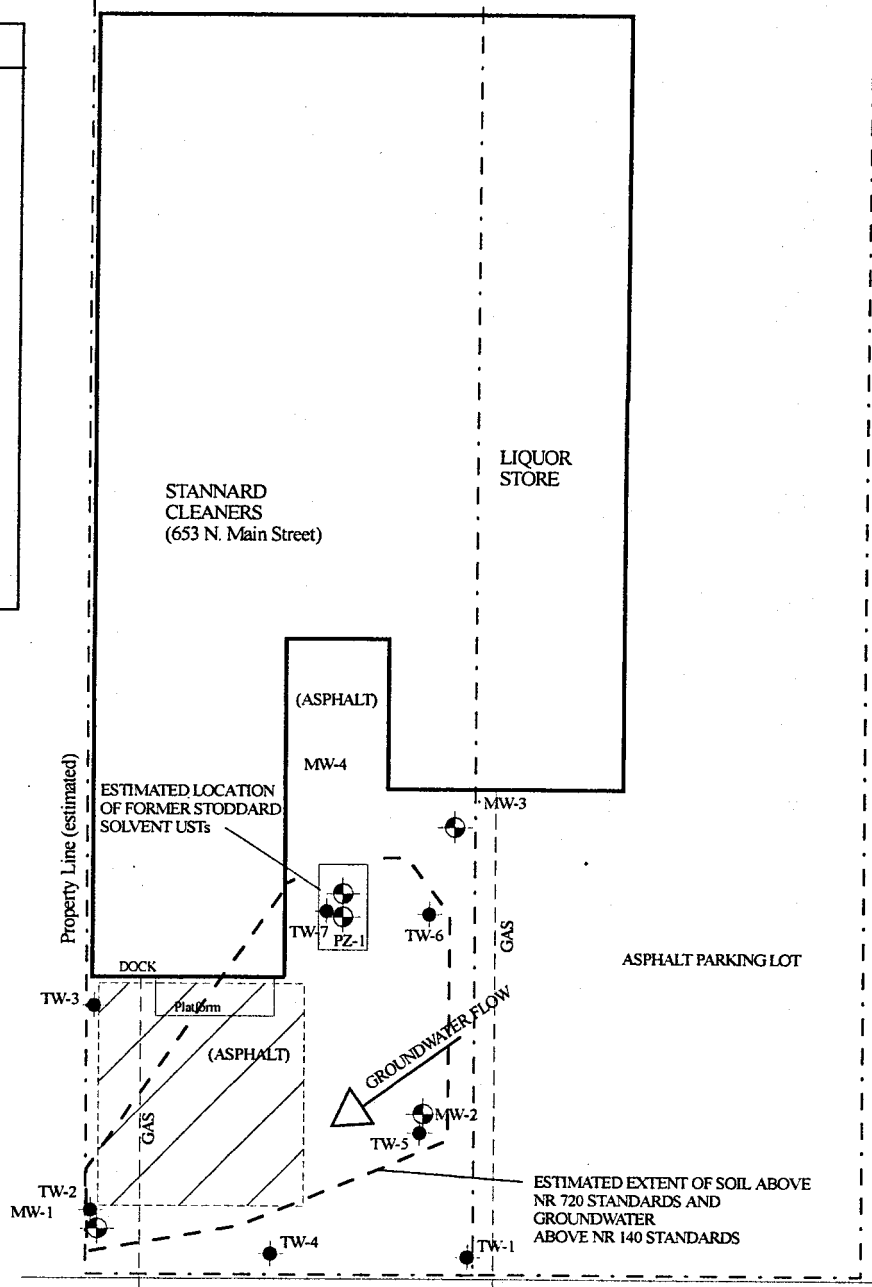 LIQUOR
STORE
STANNARD
CLEANERS
(653 N. Main Street)
(ASPHALT)
MW-4
Property Line (estimated)
ESTIMATED LOCATION
OF FORMER STODDARD
SOLVENT USTs
MW-3
TW-7
PZ-1
TW-6
GAS
ASPHALT PARKING LOT
DOCK
TW-3
Platform
(ASPHALT)
GROUNDWATER FLOW
GAS
MW-2
TW-5
TW-2
MW-1
ESTIMATED EXTENT OF SOIL ABOVE
NR 720 STANDARDS AND
GROUNDWATER
ABOVE NR 140 STANDARDS
TW-4
TW-1